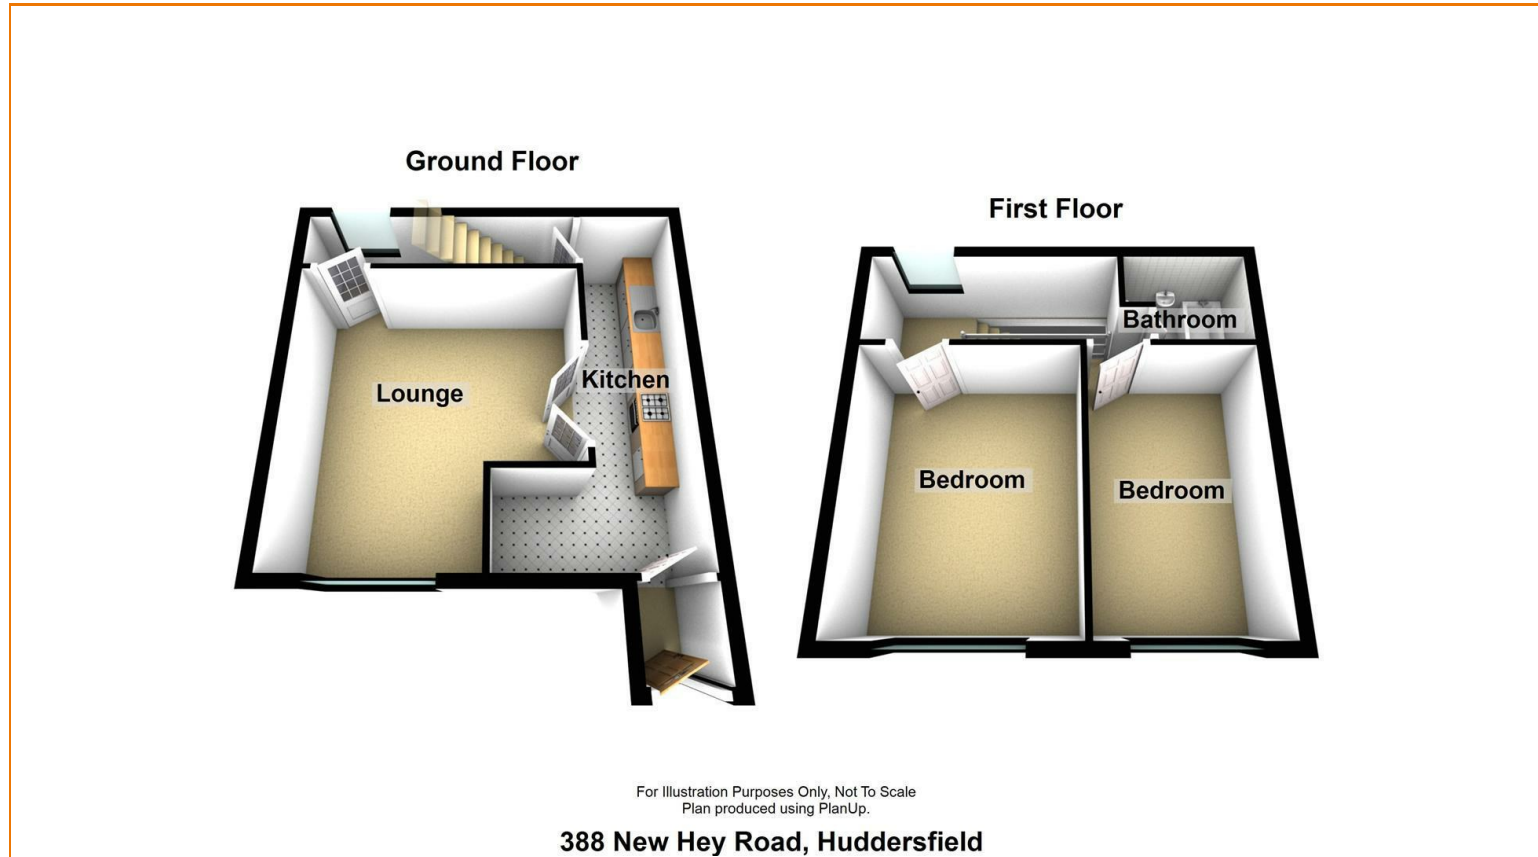 Ground Floor
First Floor
Lounge
Kitchen
Bathroom
Bedroom
Bedroom
For Illustration Purposes Only, Not To Scale
Plan produced using PlanUp.
388 New Hey Road, Huddersfield